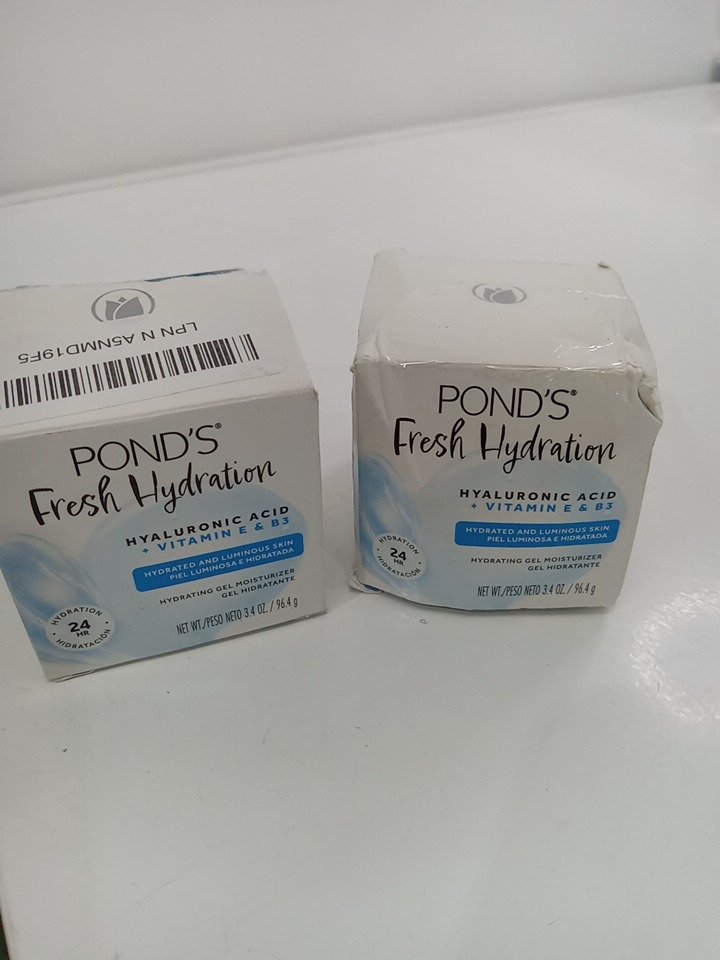 LPN N A5NMD19F5
POND'S®
Fresh Hydration
HYALURONIC ACID
+ VITAMIN E & B3
HYDRATED AND LUMINOUS SKIN
PIEL LUMINOSA E HIDRATADA
HYDRATING GEL MOISTURIZER
GEL HIDRATANTE
HYDRATION
24
HR
HIDRATACIÓN
NET WT./PESO NETO 3.4 OZ. / 96.4 g
POND'S®
Fresh Hydration
HYALURONIC ACID
+ VITAMIN E & B3
HYDRATED AND LUMINOUS SKIN
PIEL LUMINOSA E HIDRATADA
HYDRATING GEL MOISTURIZER
GEL HIDRATANTE
HYDRATION
24
HR
HIDRATACIÓN
NET WT./PESO NETO 3.4 OZ. / 96.4 g